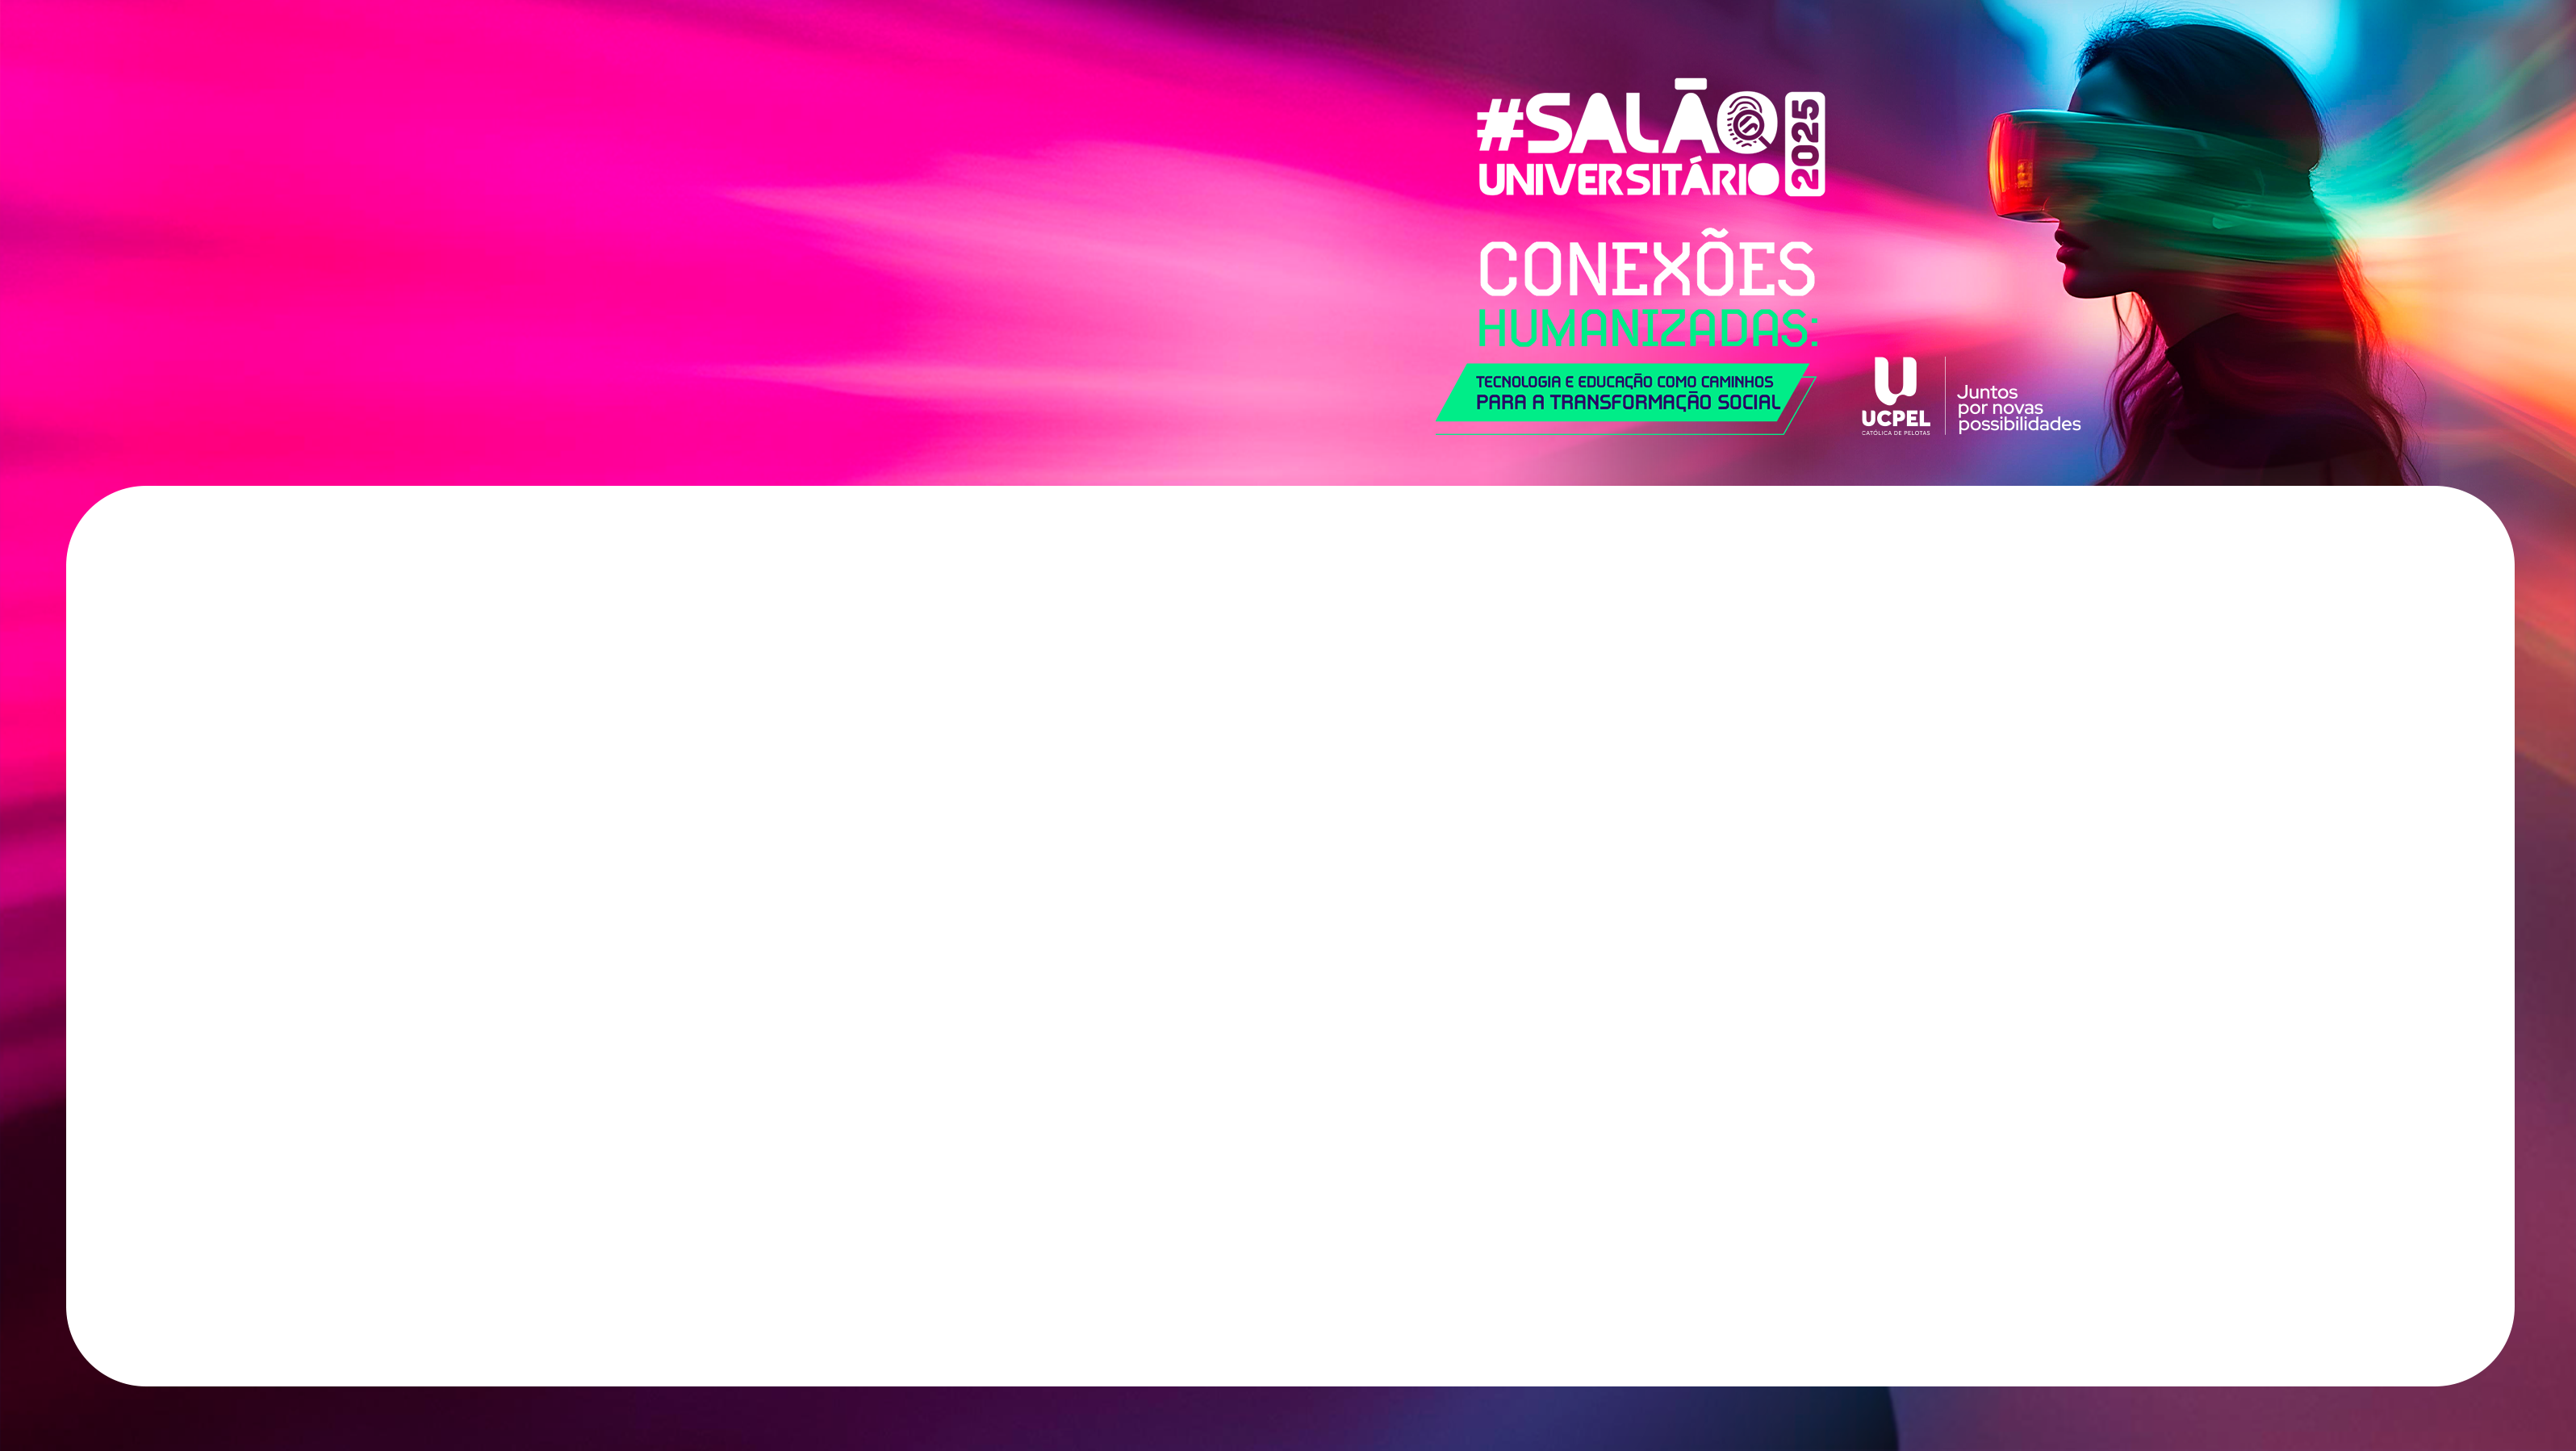 #SALÃO
UNIVERSITÁRIO
2025
CONEXÕES
HUMANIZADAS:
TECNOLOGIA E EDUCAÇÃO COMO CAMINHOS
PARA A TRANSFORMAÇÃO SOCIAL
UCPEL
CATÓLICA DE PELOTAS
Juntos
por novas
possibilidades